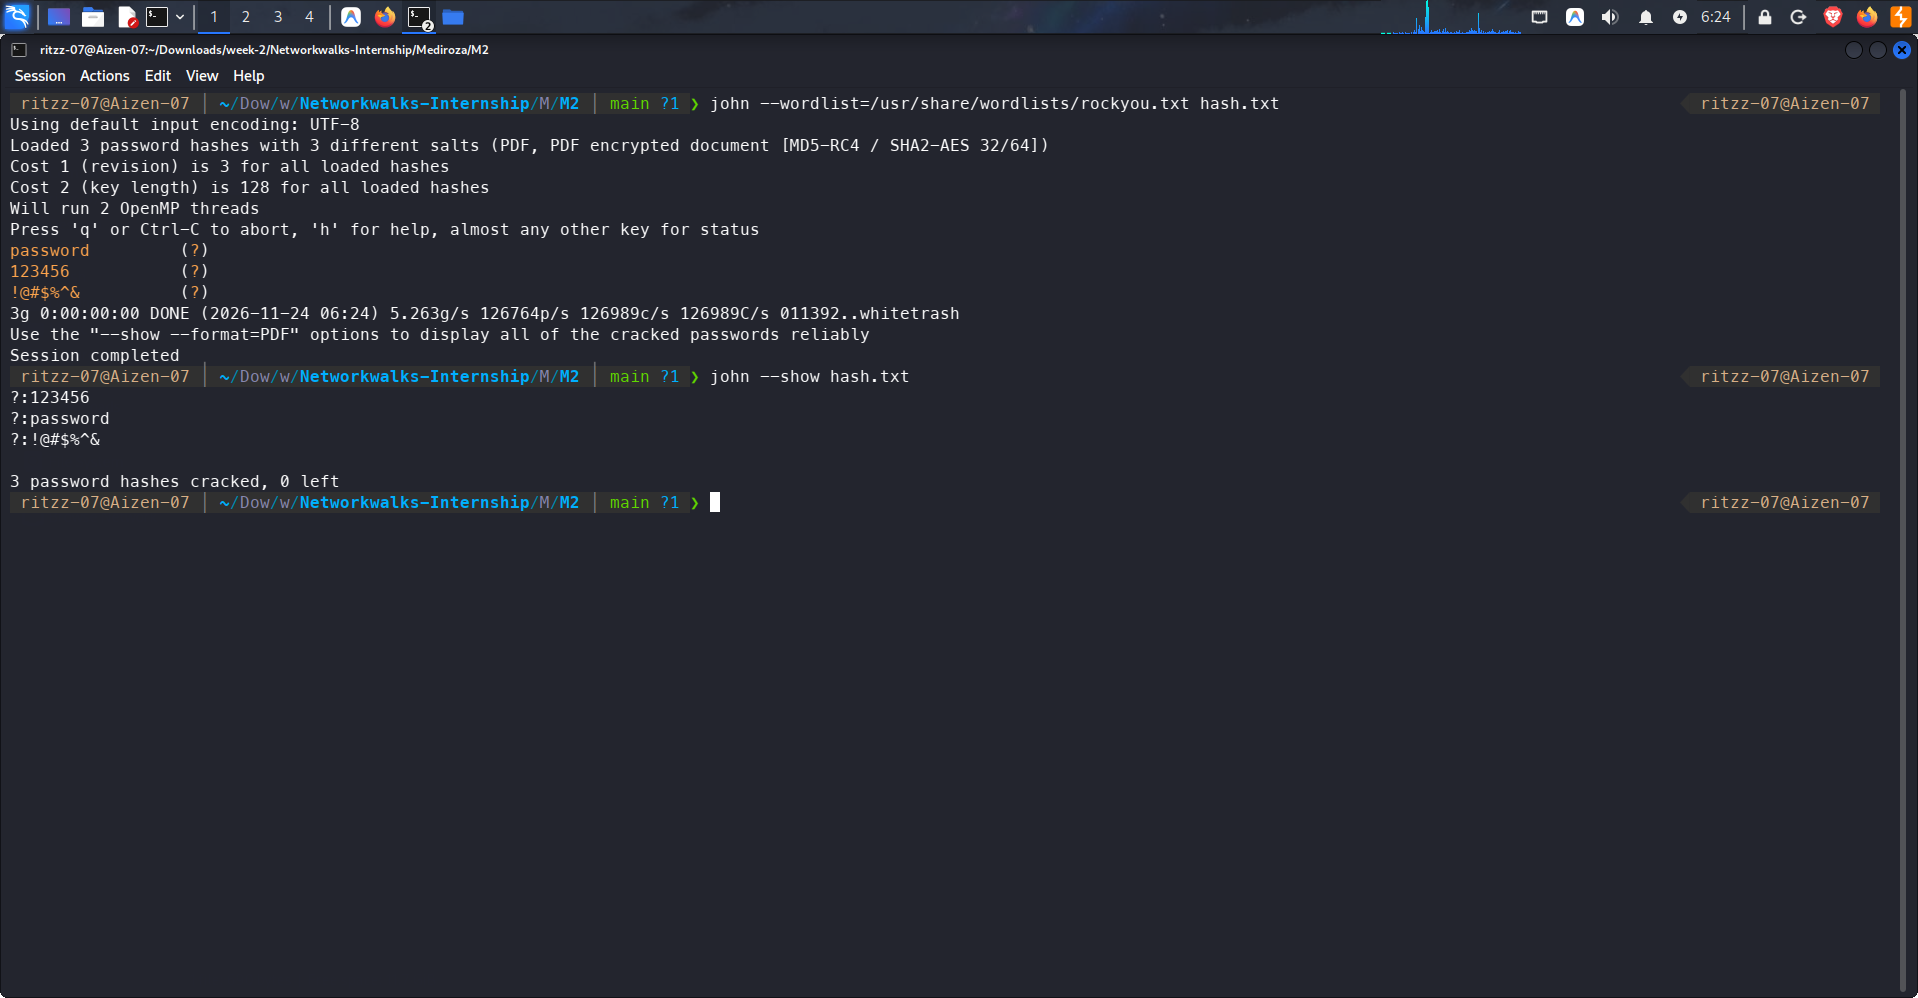 1 2 3 4 2 6:24
ritzz-07@Aizen-07:~/Downloads/week-2/Networkwalks-Internship/Mediroza/M2
Session Actions Edit View Help
ritzz-07@Aizen-07 | ~/Dow/w/Networkwalks-Internship/M/M2 | main ?1 ❯ john --wordlist=/usr/share/wordlists/rockyou.txt hash.txt ritzz-07@Aizen-07
Using default input encoding: UTF-8
Loaded 3 password hashes with 3 different salts (PDF, PDF encrypted document [MD5-RC4 / SHA2-AES 32/64])
Cost 1 (revision) is 3 for all loaded hashes
Cost 2 (key length) is 128 for all loaded hashes
Will run 2 OpenMP threads
Press 'q' or Ctrl-C to abort, 'h' for help, almost any other key for status
password (?)
123456 (?)
!@#$%^& (?)
3g 0:00:00:00 DONE (2026-11-24 06:24) 5.263g/s 126764p/s 126989c/s 126989C/s 011392..whitetrash
Use the "--show --format=PDF" options to display all of the cracked passwords reliably
Session completed
ritzz-07@Aizen-07 | ~/Dow/w/Networkwalks-Internship/M/M2 | main ?1 ❯ john --show hash.txt ritzz-07@Aizen-07
?:123456
?:password
?:!@#$%^&
3 password hashes cracked, 0 left
ritzz-07@Aizen-07 | ~/Dow/w/Networkwalks-Internship/M/M2 | main ?1 ❯ ritzz-07@Aizen-07